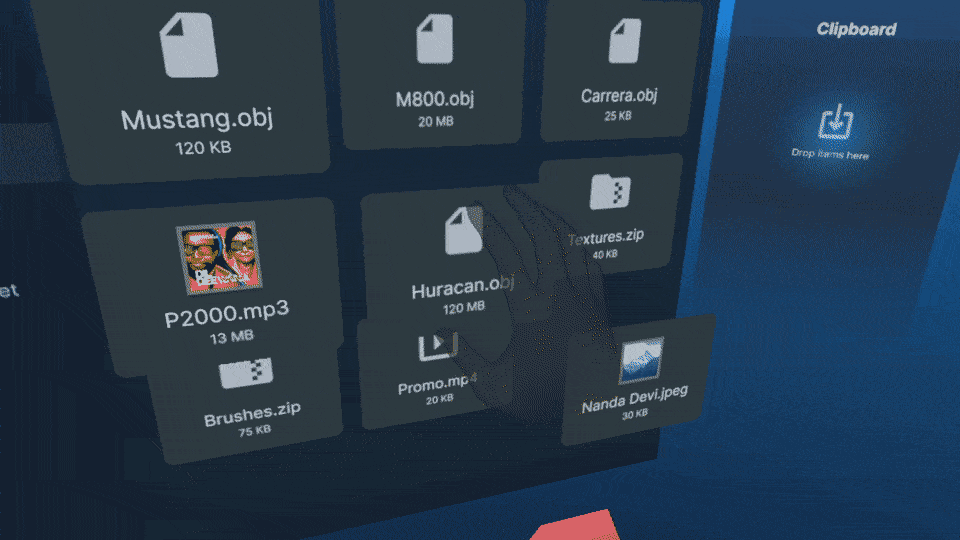 Clipboard
Mustang.obj
120 KB
M800.obj
20 MB
Carrera.obj
25 KB
Drop items here
P2000.mp3
13 MB
Huracan.obj
120 MB
Textures.zip
40 KB
et
Brushes.zip
75 KB
Promo.mp4
20 KB
Nanda Devi.jpeg
30 KB